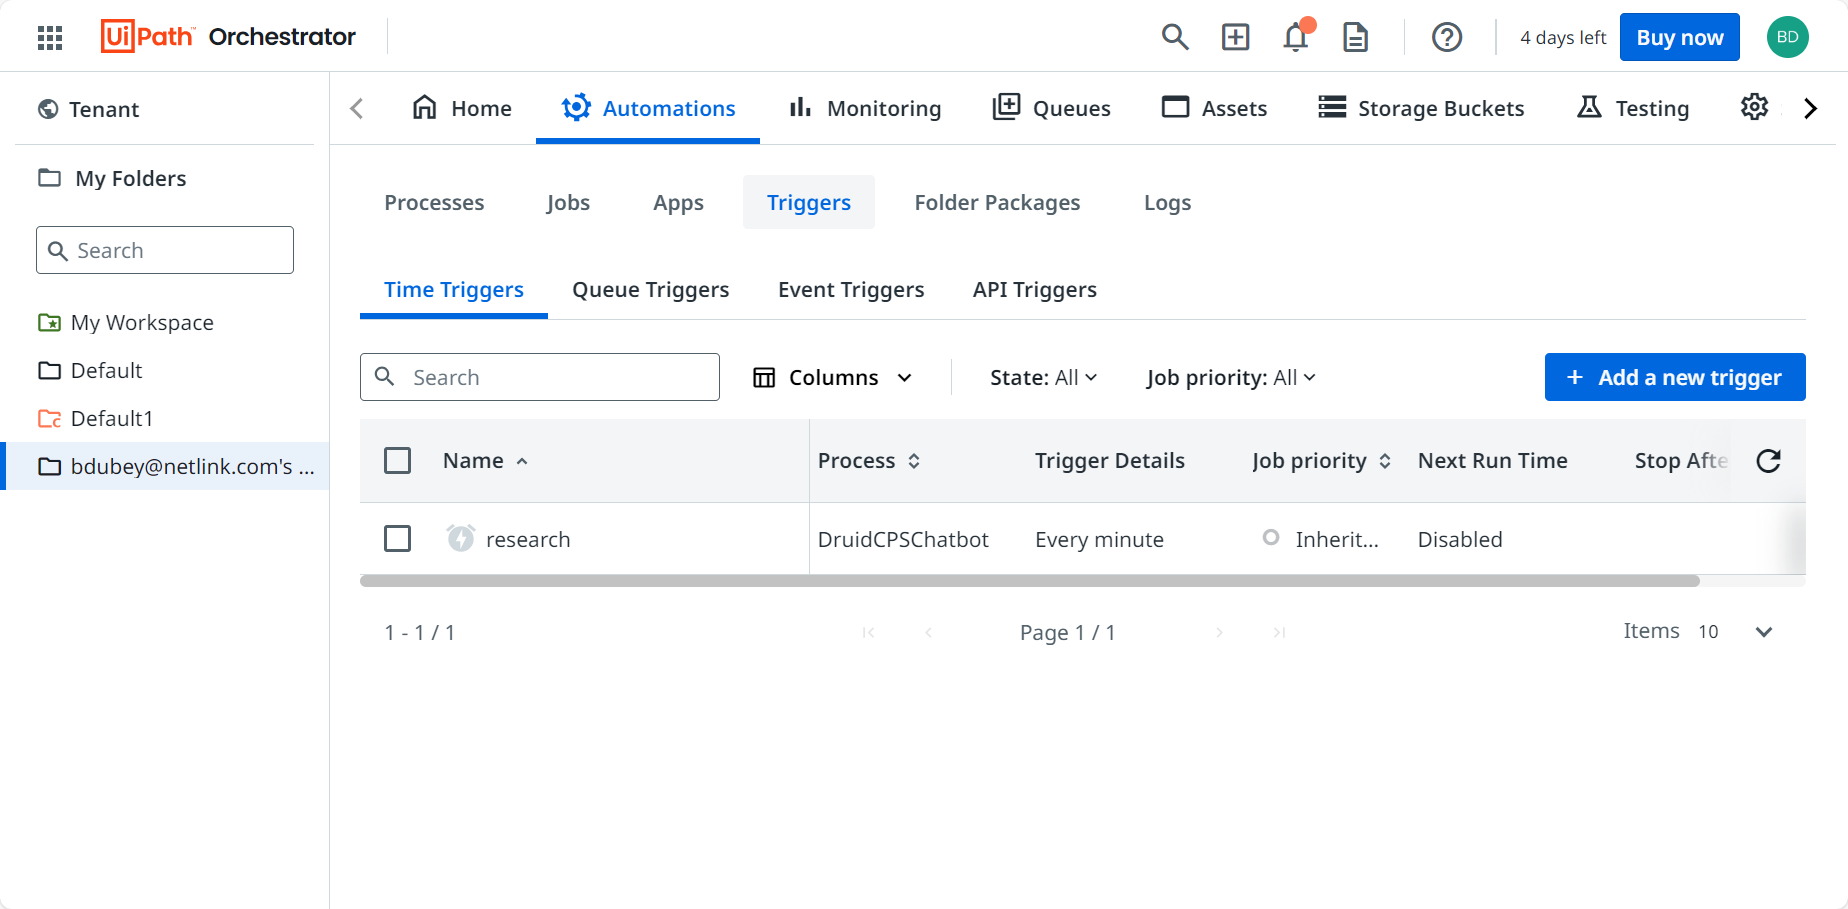 UiPath™ Orchestrator
4 days left
Buy now
BD
Tenant
My Folders
Search
My Workspace
Default
Default1
bdubey@netlink.com's ...
Home
Automations
Monitoring
Queues
Assets
Storage Buckets
Testing
Processes
Jobs
Apps
Triggers
Folder Packages
Logs
Time Triggers
Queue Triggers
Event Triggers
API Triggers
Search
Columns
State: All
Job priority: All
+ Add a new trigger
Name
Process
Trigger Details
Job priority
Next Run Time
Stop Afte
research
DruidCPSChatbot
Every minute
Inherit...
Disabled
1 - 1 / 1
Page 1 / 1
Items 10